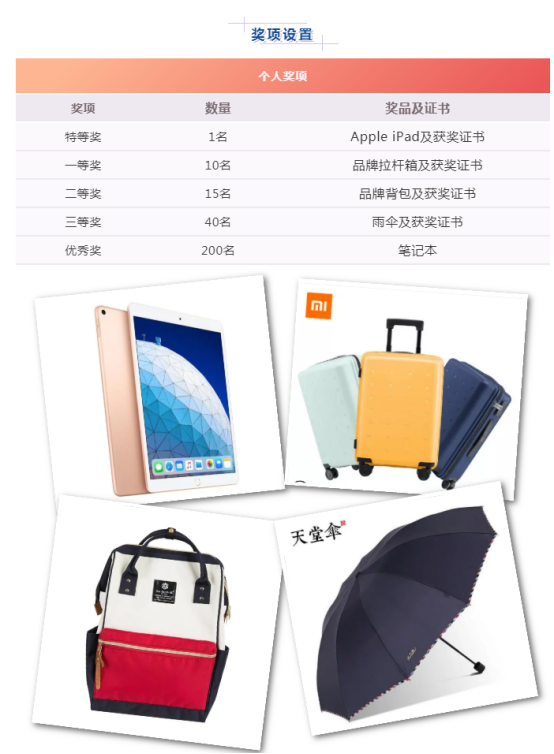 奖项设置
个人奖项
奖项 数量 奖品及证书
特等奖 1名 Apple iPad及获奖证书
一等奖 10名 品牌拉杆箱及获奖证书
二等奖 15名 品牌背包及获奖证书
三等奖 40名 雨伞及获奖证书
优秀奖 200名 笔记本
mi
天堂伞